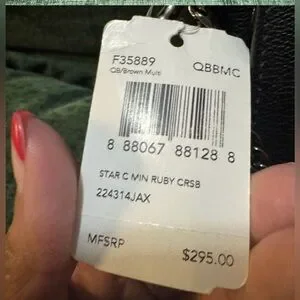 F35889 QBBMC
QB/Brown Multi
8 88067 88128 8
STAR C MIN RUBY CRSB
224314JAX
MFSRP $295.00